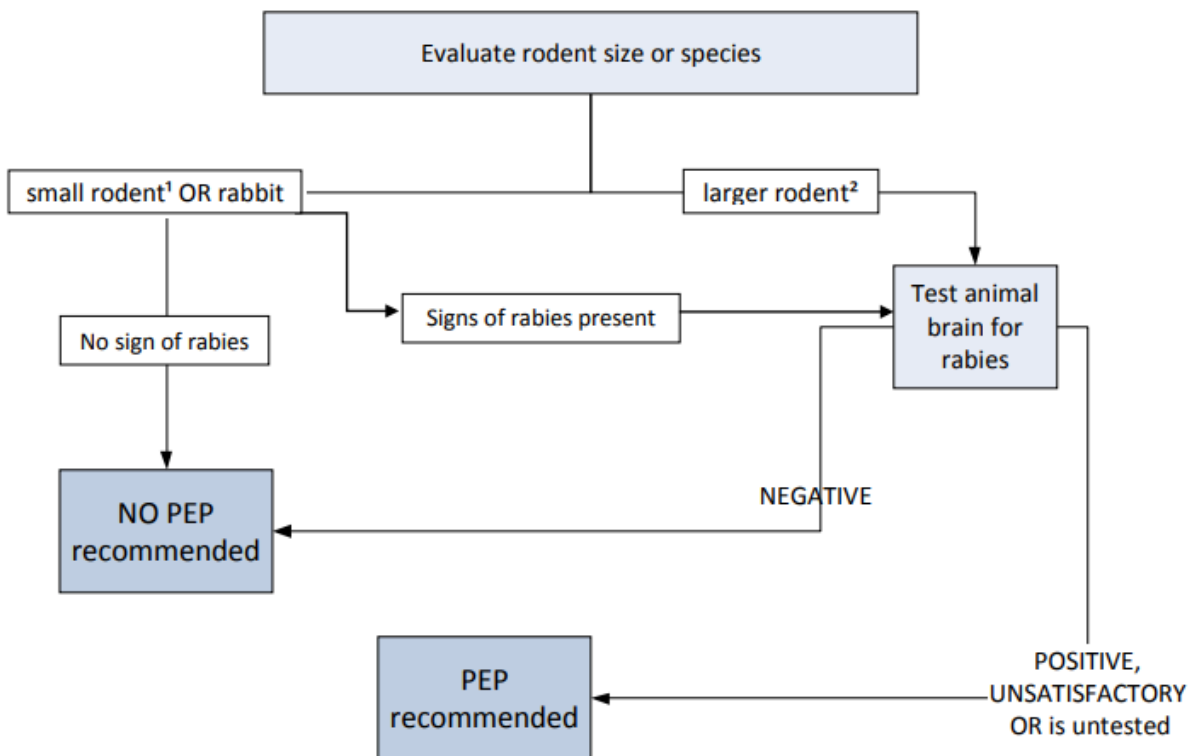 Evaluate rodent size or species
small rodent¹ OR rabbit
larger rodent²
Test animal
brain for
rabies
Signs of rabies present
No sign of rabies
NO PEP
recommended
NEGATIVE
PEP
recommended
POSITIVE,
UNSATISFACTORY
OR is untested